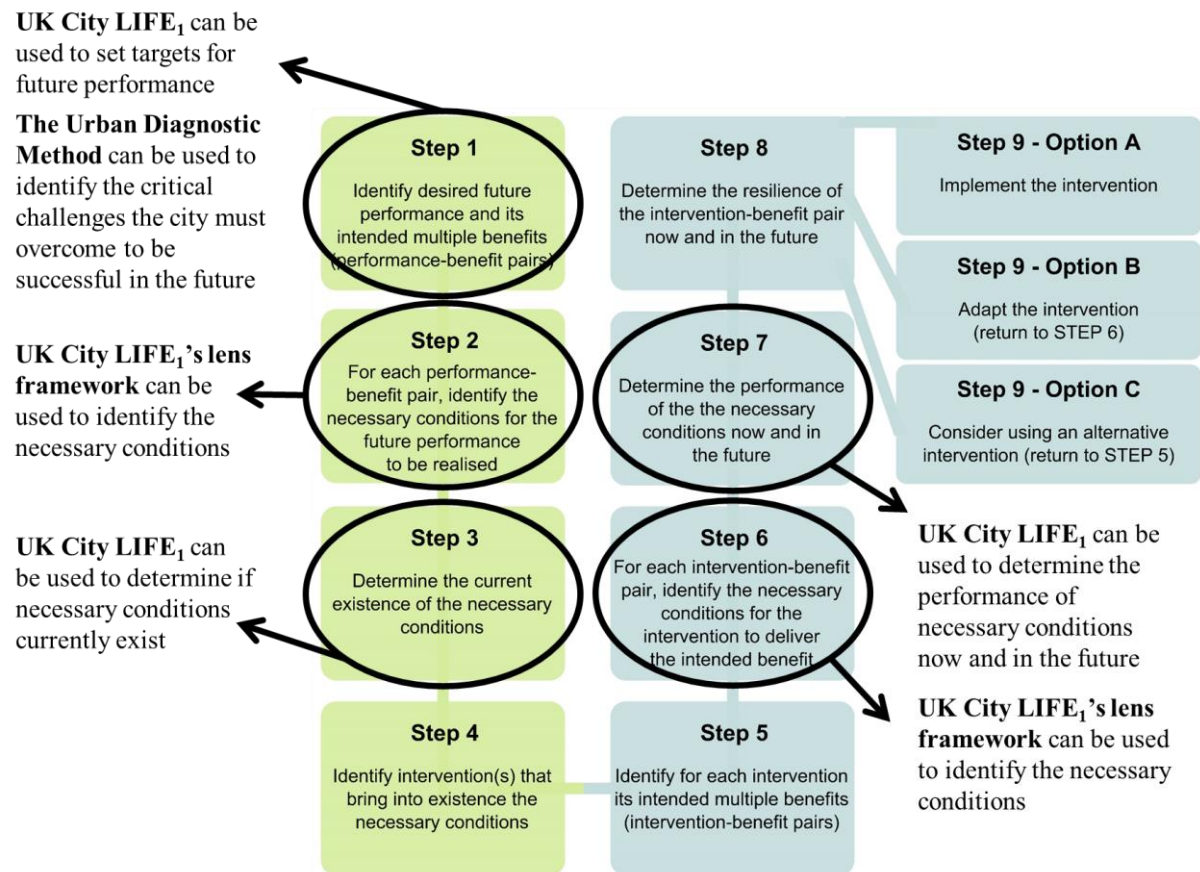 UK City LIFE₁ can be
used to set targets for
future performance
The Urban Diagnostic
Method can be used to
identify the critical
challenges the city must
overcome to be
successful in the future
UK City LIFE₁'s lens
framework can be
used to identify the
necessary conditions
UK City LIFE₁ can
be used to determine if
necessary conditions
currently exist
Step 1
Identify desired future
performance and its
intended multiple benefits
(performance-benefit pairs)
Step 2
For each performance-
benefit pair, identify the
necessary conditions for the
future performance
to be realised
Step 3
Determine the current
existence of the necessary
conditions
Step 4
Identify intervention(s) that
bring into existence the
necessary conditions
Step 5
Identify for each intervention
its intended multiple benefits
(intervention-benefit pairs)
Step 6
For each intervention-benefit
pair, identify the necessary
conditions for the
intervention to deliver
the intended benefit
Step 7
Determine the performance
of the the necessary
conditions now and in
the future
Step 8
Determine the resilience of
the intervention-benefit pair
now and in the future
Step 9 - Option A
Implement the intervention
Step 9 - Option B
Adapt the intervention
(return to STEP 6)
Step 9 - Option C
Consider using an alternative
intervention (return to STEP 5)
UK City LIFE₁ can be
used to determine the
performance of
necessary conditions
now and in the future
UK City LIFE₁'s lens
framework can be used
to identify the necessary
conditions